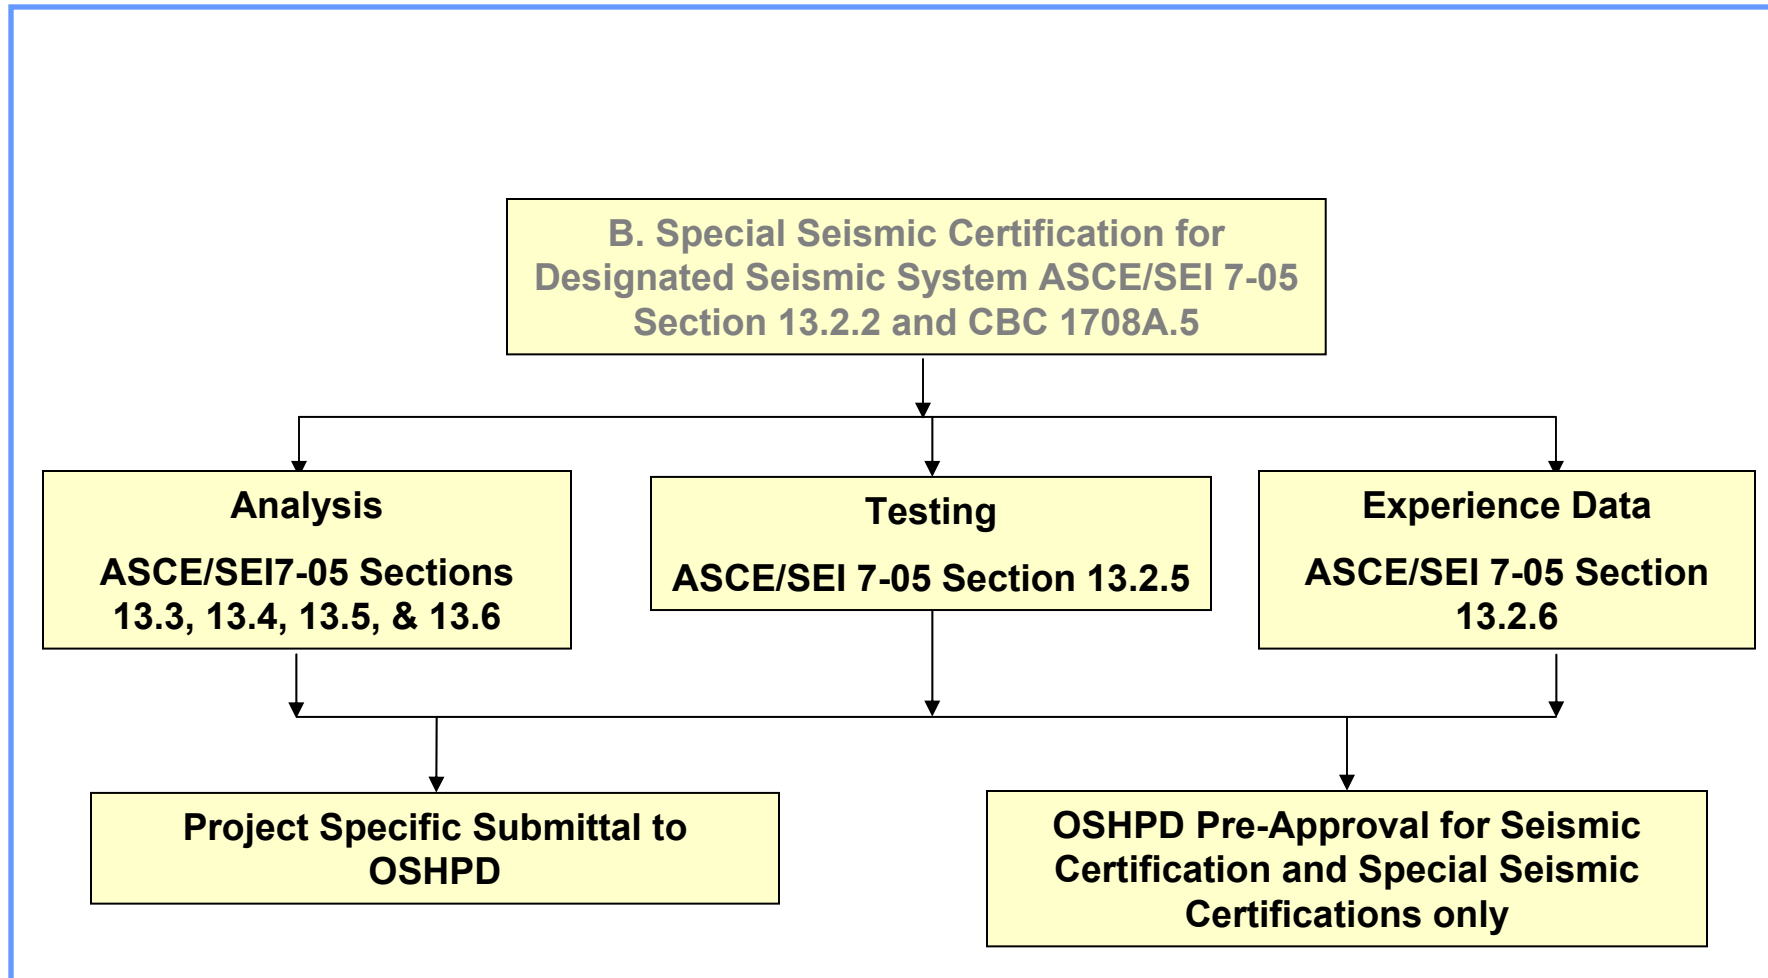 B. Special Seismic Certification for
Designated Seismic System ASCE/SEI 7-05
Section 13.2.2 and CBC 1708A.5
Analysis
ASCE/SEI7-05 Sections
13.3, 13.4, 13.5, & 13.6
Testing
ASCE/SEI 7-05 Section 13.2.5
Experience Data
ASCE/SEI 7-05 Section
13.2.6
Project Specific Submittal to
OSHPD
OSHPD Pre-Approval for Seismic
Certification and Special Seismic
Certifications only